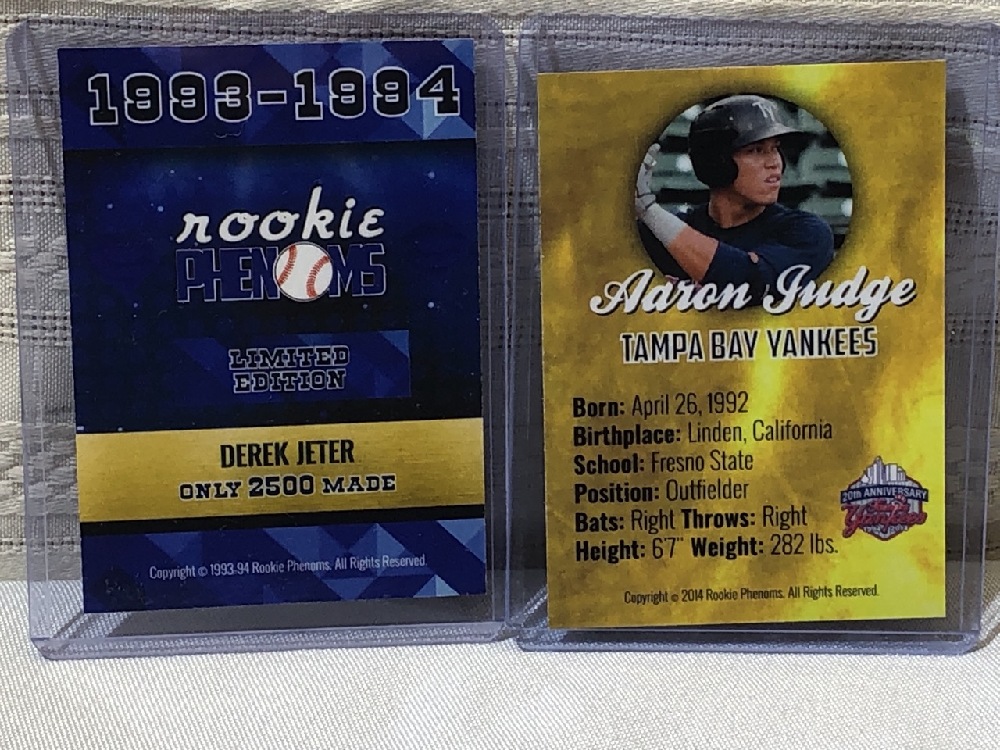 1993-1994
rookie
PHENOMS
LIMITED
EDITION
DEREK JETER
ONLY 2500 MADE
Copyright © 1993-94 Rookie Phenoms. All Rights Reserved.
Aaron Judge
TAMPA BAY YANKEES
Born: April 26, 1992
Birthplace: Linden, California
School: Fresno State
Position: Outfielder
Bats: Right Throws: Right
Height: 6'7" Weight: 282 lbs.
20th ANNIVERSARY
Yankees
Copyright © 2014 Rookie Phenoms. All Rights Reserved.